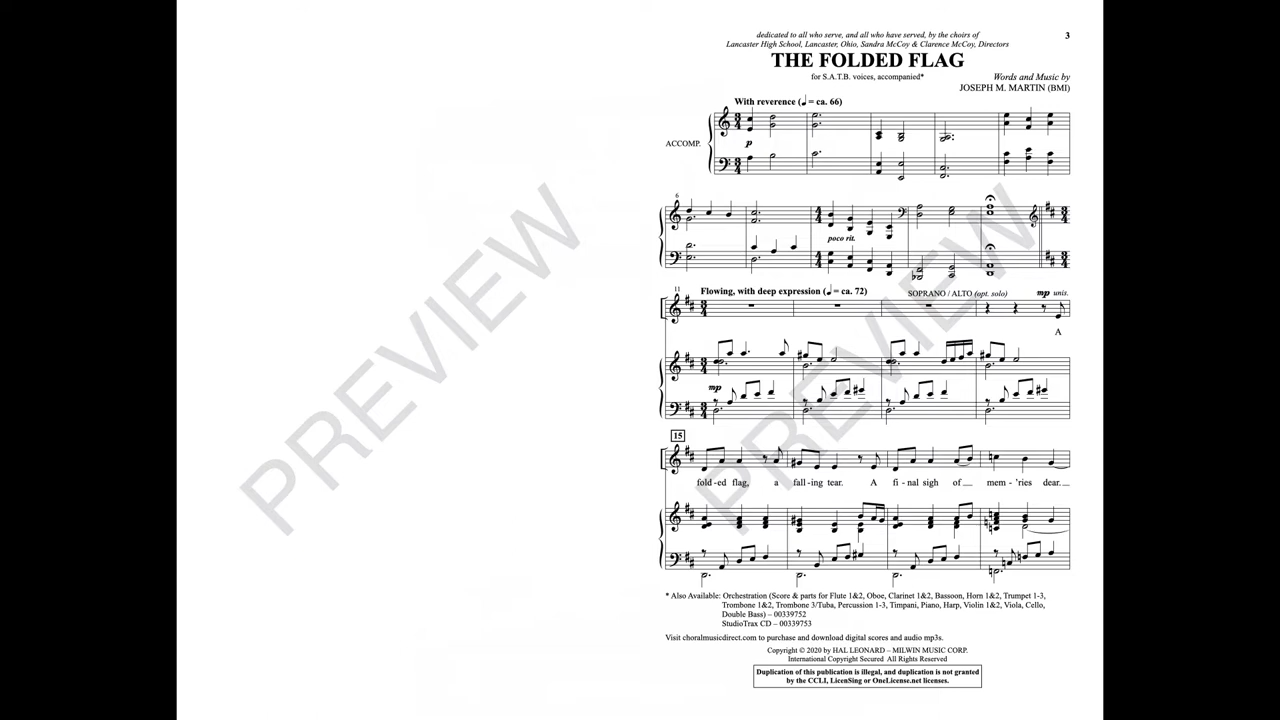 dedicated to all who serve, and all who have served, by the choirs of
Lancaster High School, Lancaster, Ohio, Sandra McCoy & Clarence McCoy, Directors
3
THE FOLDED FLAG
for S.A.T.B. voices, accompanied*
Words and Music by
JOSEPH M. MARTIN (BMI)
With reverence (♩ = ca. 66)
ACCOMP.
p
6
poco rit.
11
Flowing, with deep expression (♩ = ca. 72)
SOPRANO / ALTO (opt. solo)
mp unis.
A
mp
15
fold - ed flag, a fall - ing tear. A fi - nal sigh of mem - 'ries dear.
* Also Available: Orchestration (Score & parts for Flute 1&2, Oboe, Clarinet 1&2, Bassoon, Horn 1&2, Trumpet 1-3,
Trombone 1&2, Trombone 3/Tuba, Percussion 1-3, Timpani, Piano, Harp, Violin 1&2, Viola, Cello,
Double Bass) – 00339752
StudioTrax CD – 00339753
Visit choralmusicdirect.com to purchase and download digital scores and audio mp3s.
Copyright © 2020 by HAL LEONARD – MILWIN MUSIC CORP.
International Copyright Secured All Rights Reserved
Duplication of this publication is illegal, and duplication is not granted
by the CCLI, LicenSing or OneLicense.net licenses.
PREVIEW
PREVIEW